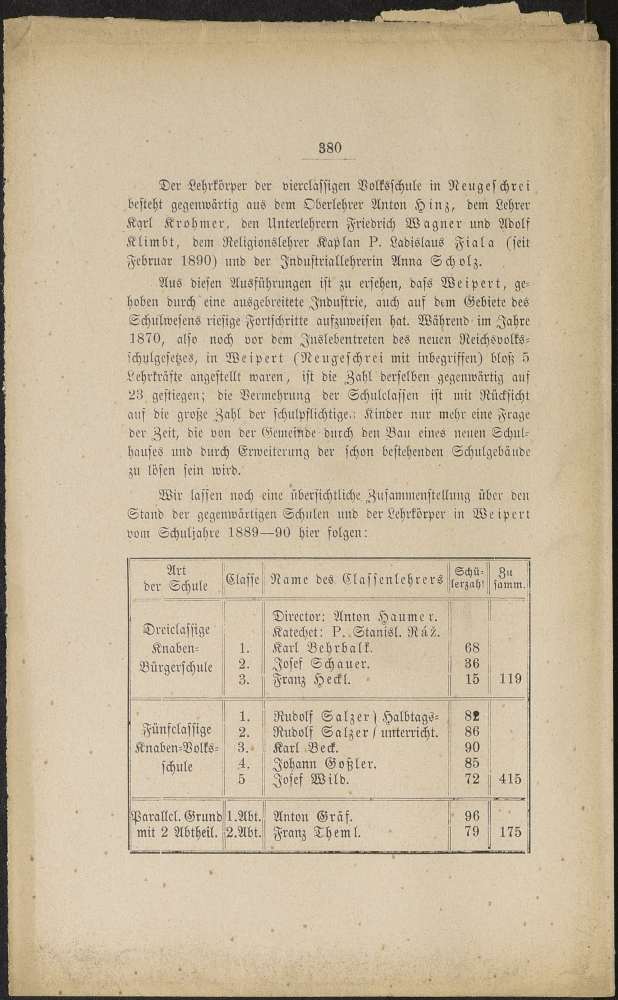 380
Der Lehrkörper der vierclassigen Volksschule in Neugeschrei
besteht gegenwärtig aus dem Oberlehrer Anton Hinz, dem Lehrer
Karl Krohmer, den Unterlehrern Friedrich Wagner und Adolf
Klimbt, dem Religionslehrer Kaplan P. Ladislaus Fiala (seit
Februar 1890) und der Industriallehrerin Anna Scholz.
Aus diesen Ausführungen ist zu ersehen, dass Weipert, ge-
hoben durch eine ausgebreitete Industrie, auch auf dem Gebiete des
Schulwesens riesige Fortschritte aufzuweisen hat. Während im Jahre
1870, also noch vor dem Inslebentreten des neuen Reichsvolks-
schulgesetzes, in Weipert (Neugeschrei mit inbegriffen) bloß 5
Lehrkräfte angestellt waren, ist die Zahl derselben gegenwärtig auf
23 gestiegen; die Vermehrung der Schulclassen ist mit Rücksicht
auf die große Zahl der schulpflichtige: Kinder nur mehr eine Frage
der Zeit, die von der Gemeinde durch den Bau eines neuen Schul-
hauses und durch Erweiterung der schon bestehenden Schulgebäude
zu lösen sein wird.
Wir lassen noch eine übersichtliche Zusammenstellung über den
Stand der gegenwärtigen Schulen und der Lehrkörper in Weipert
vom Schuljahre 1889—90 hier folgen:
Art der Schule Classe Name des Classenlehrers Schü-lerzahl Zu samm.
Director: Anton Haumer.
Dreiclassige Katechet: P. Stanisl. Ráž.
Knaben- 1. Karl Behrbalk. 68
Bürgerschule 2. Josef Schauer. 36
3. Franz Heckl. 15 119
1. Rudolf Salzer } Halbtags- 82
Fünfclassige 2. Rudolf Salzer } unterricht. 86
Knaben-Volks- 3. Karl Beck. 90
schule 4. Johann Goßler. 85
5 Josef Wild. 72 415
Parallel. Grund 1. Abt. Anton Gräf. 96
mit 2 Abtheil. 2. Abt. Franz Theml. 79 175